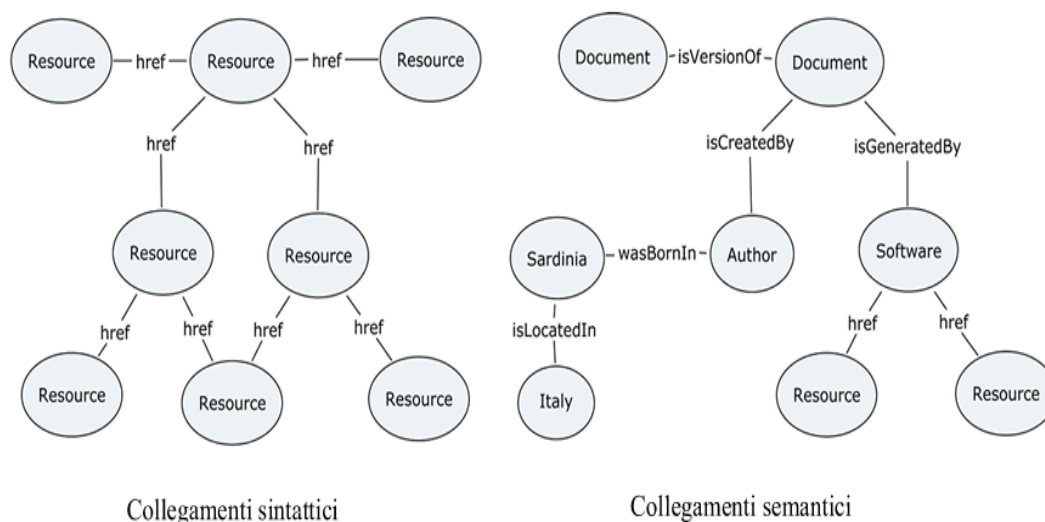 Resource href Resource href Resource
href href
Resource Resource
href href href href
Resource Resource Resource
Collegamenti sintattici
Document isVersionOf Document
isCreatedBy isGeneratedBy
Sardinia wasBornIn Author Software
isLocatedIn href href
Italy Resource Resource
Collegamenti semantici